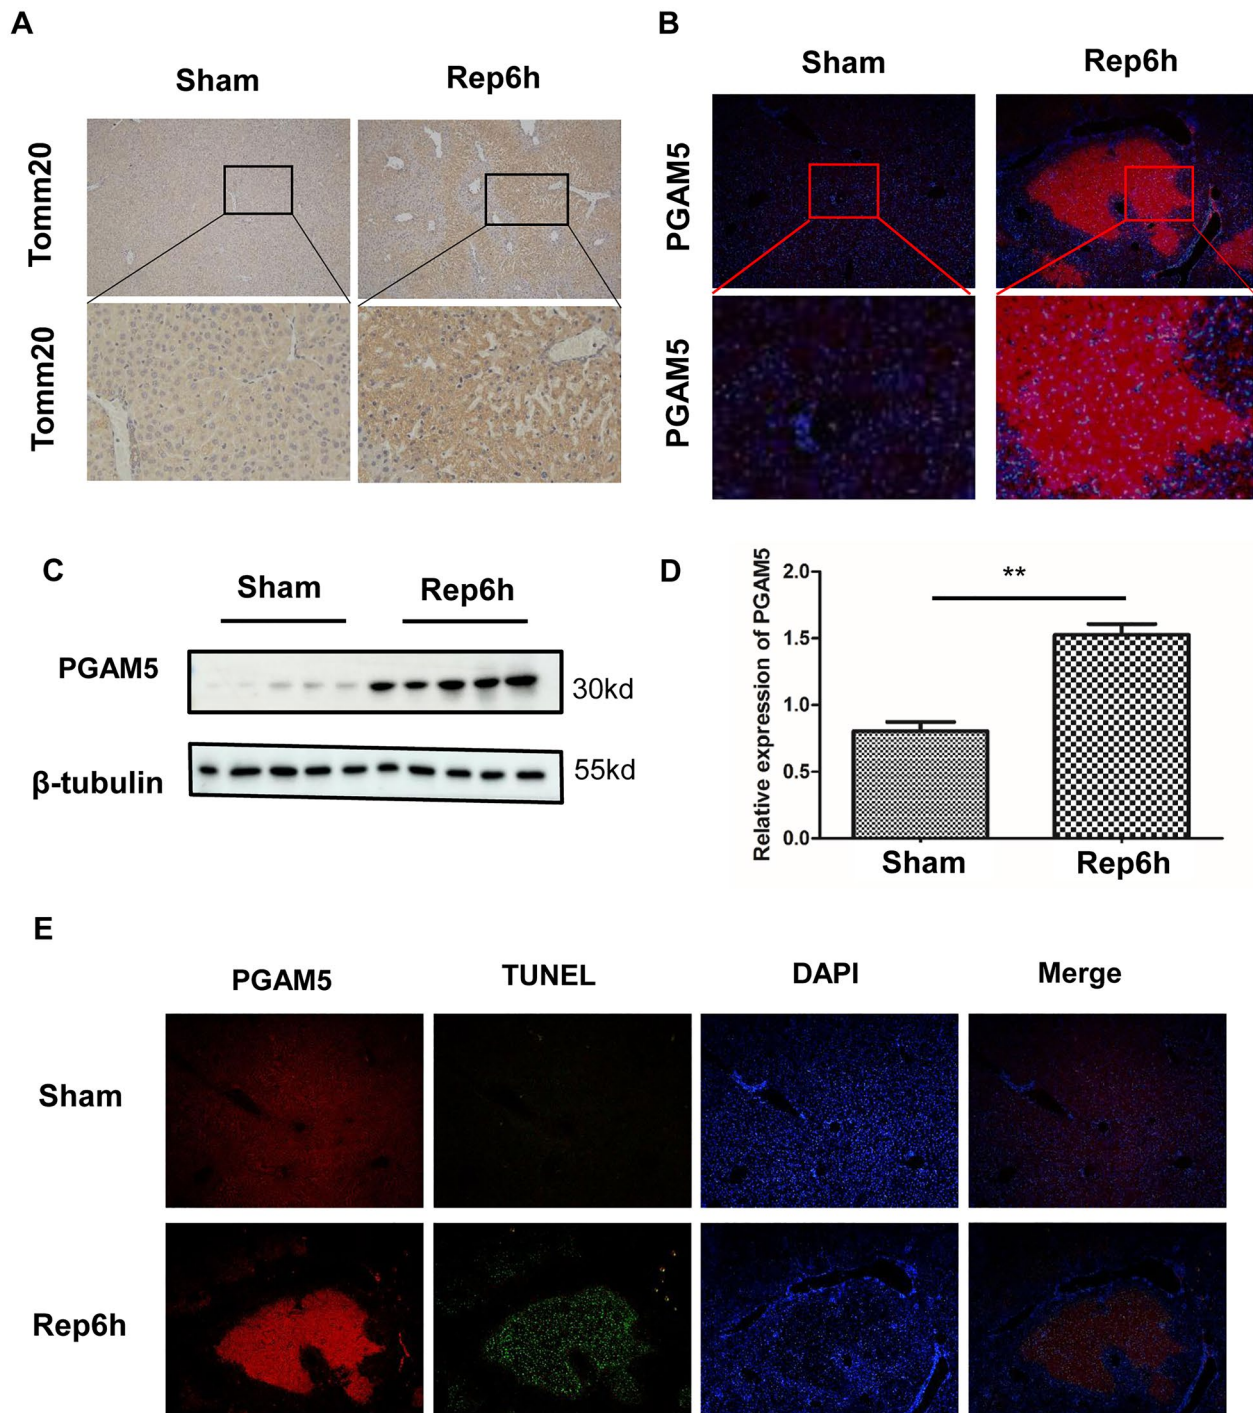 A
Sham
Rep6h
Tomm20
Tomm20
B
Sham
Rep6h
PGAM5
PGAM5
C
Sham
Rep6h
PGAM5
30kd
β-tubulin
55kd
D
Relative expression of PGAM5
2.0
1.5
1.0
0.5
0.0
**
Sham
Rep6h
E
PGAM5
TUNEL
DAPI
Merge
Sham
Rep6h